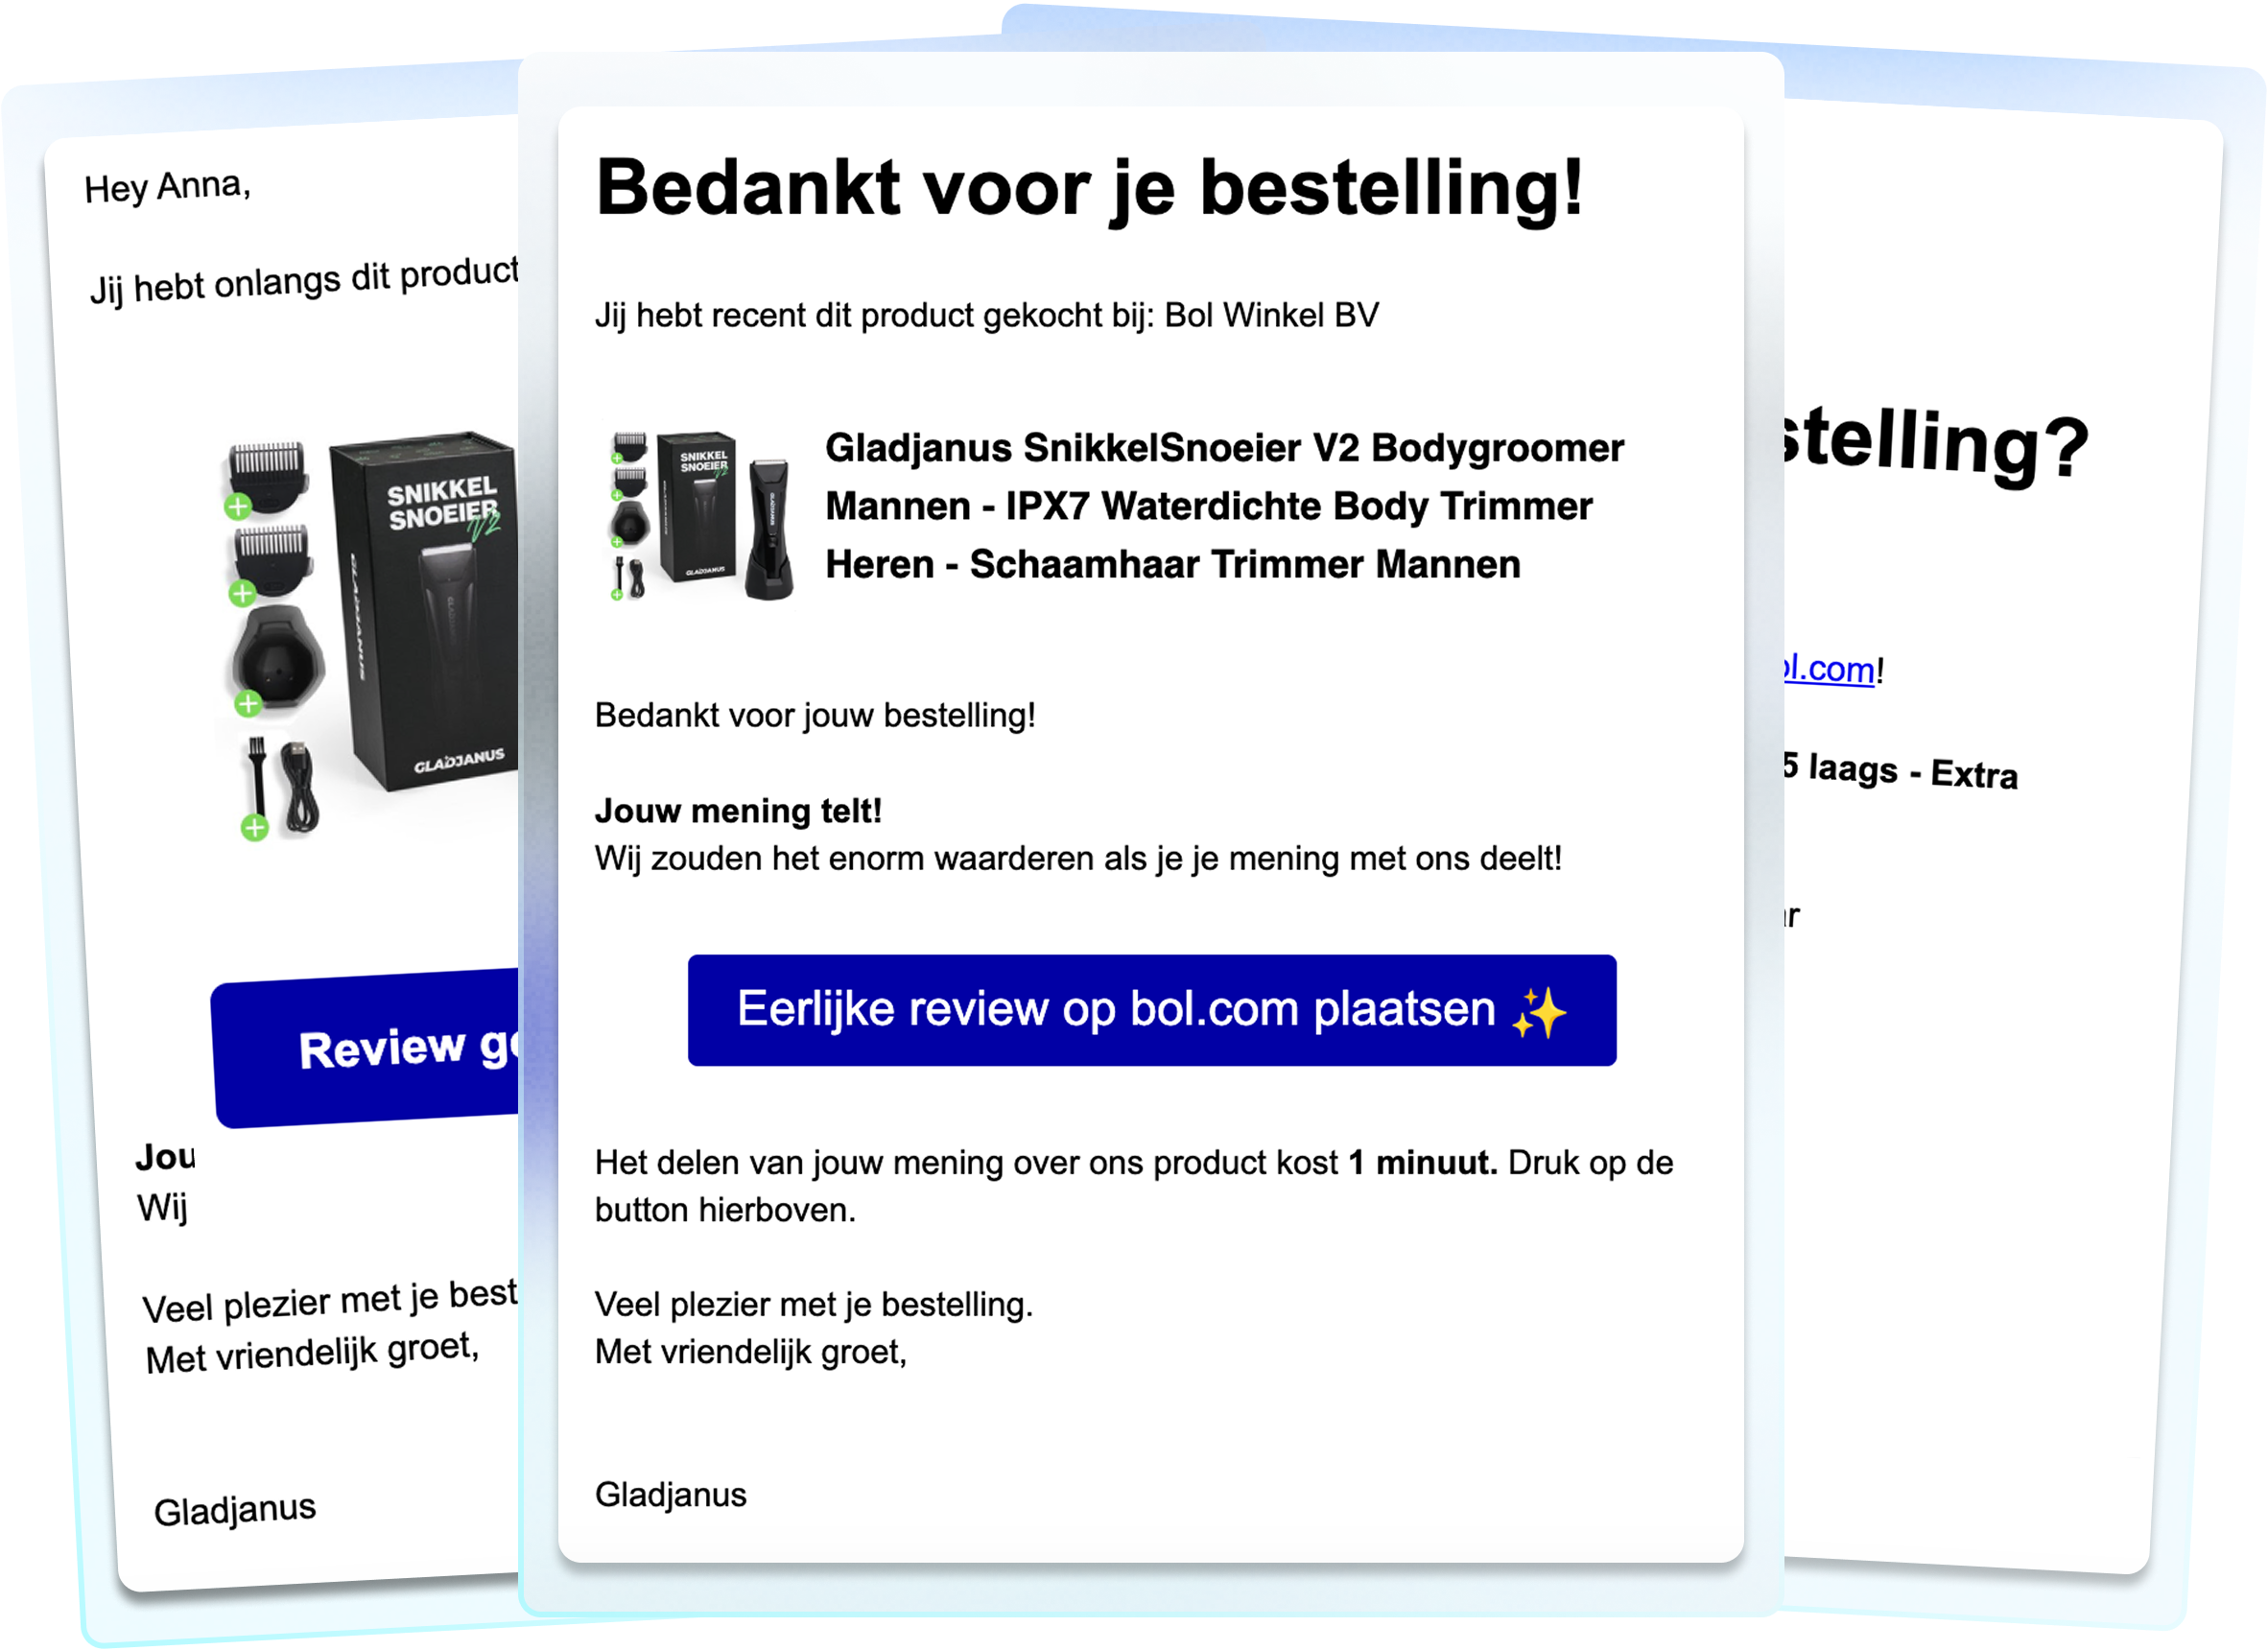 Hey Anna,
Jij hebt onlangs dit product
SNIKKEL
SNOEIER
V2
GLADJANUS
GLADJANUS
Review
Wij
Veel plezier met je
Met vriendelijk groet,
Gladjanus
Bedankt voor je bestelling!
Jij hebt recent dit product gekocht bij: Bol Winkel BV
SNIKKEL
SNOEIER
V2
GLADJANUS
Gladjanus SnikkelSnoeier V2 Bodygroomer
Mannen - IPX7 Waterdichte Body Trimmer
Heren - Schaamhaar Trimmer Mannen
Bedankt voor jouw bestelling!
Jouw mening telt!
Wij zouden het enorm waarderen als je je mening met ons deelt!
Eerlijke review op bol.com plaatsen ✨
Het delen van jouw mening over ons product kost 1 minuut. Druk op de
button hierboven.
Veel plezier met je bestelling.
Met vriendelijk groet,
Gladjanus
stelling?
ol.com!
5 laags - Extra